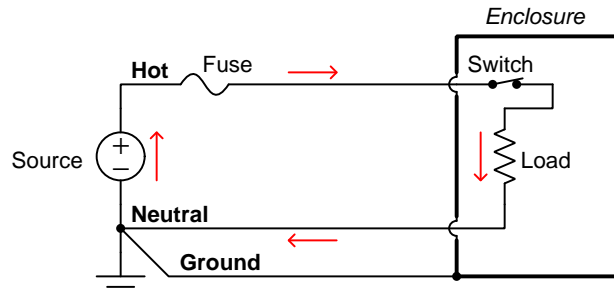 Enclosure
Hot
Fuse
Switch
Source
+
−
Load
Neutral
Ground